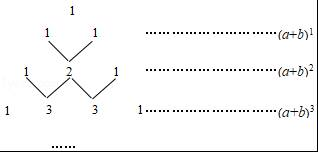 1
1 1 ………………………… (a+b)¹
1 2 1 ………………………… (a+b)²
1 3 3 1 ………………………… (a+b)³
……